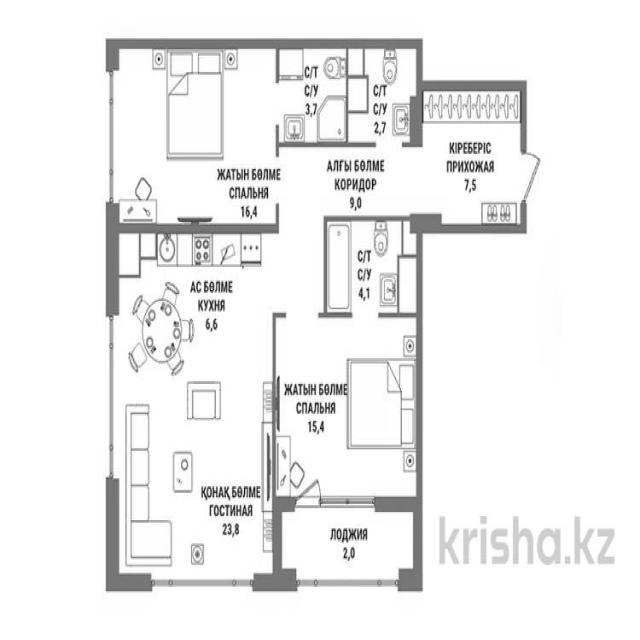 С/Т
С/У
3,7
С/Т
С/У
2,7
КІРЕБЕРІС
ПРИХОЖАЯ
7,5
ЖАТЫН БӨЛМЕ
СПАЛЬНЯ
16,4
АЛҒЫ БӨЛМЕ
КОРИДОР
9,0
АС БӨЛМЕ
КУХНЯ
6,6
С/Т
С/У
4,1
ЖАТЫН БӨЛМЕ
СПАЛЬНЯ
15,4
ҚОНАҚ БӨЛМЕ
ГОСТИНАЯ
23,8
ЛОДЖИЯ
2,0
krisha.kz